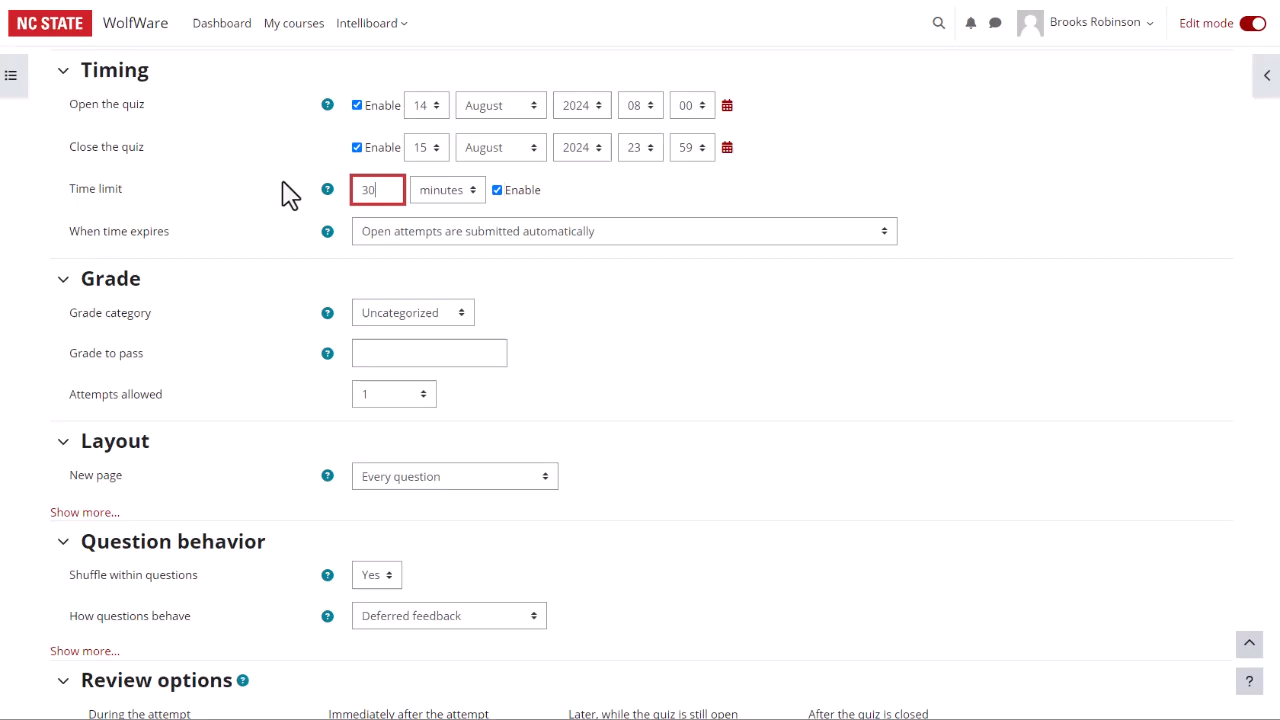 NC STATE WolfWare Dashboard My courses Intelliboard Brooks Robinson Edit mode
Timing
Open the quiz ? Enable 14 August 2024 08 00
Close the quiz Enable 15 August 2024 23 59
Time limit ? 30 minutes Enable
When time expires ? Open attempts are submitted automatically
Grade
Grade category ? Uncategorized
Grade to pass ?
Attempts allowed 1
Layout
New page ? Every question
Show more...
Question behavior
Shuffle within questions ? Yes
How questions behave ? Deferred feedback
Show more...
Review options ?
?
During the attempt Immediately after the attempt Later, while the quiz is still open After the quiz is closed